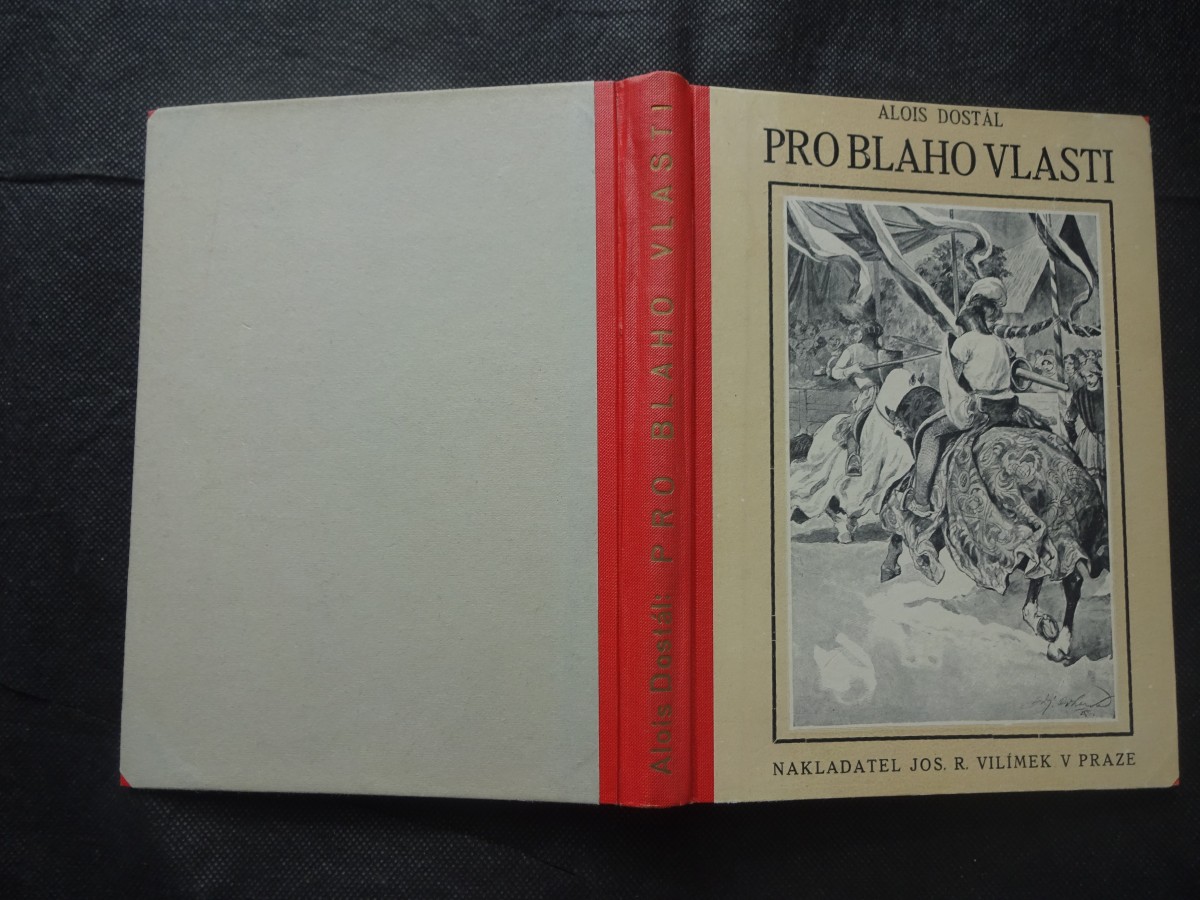 ALOIS DOSTÁL
PRO BLAHO VLASTI
NAKLADATEL JOS. R. VILÍMEK V PRAZE
Alois Dostál: PRO BLAHO VLASTI